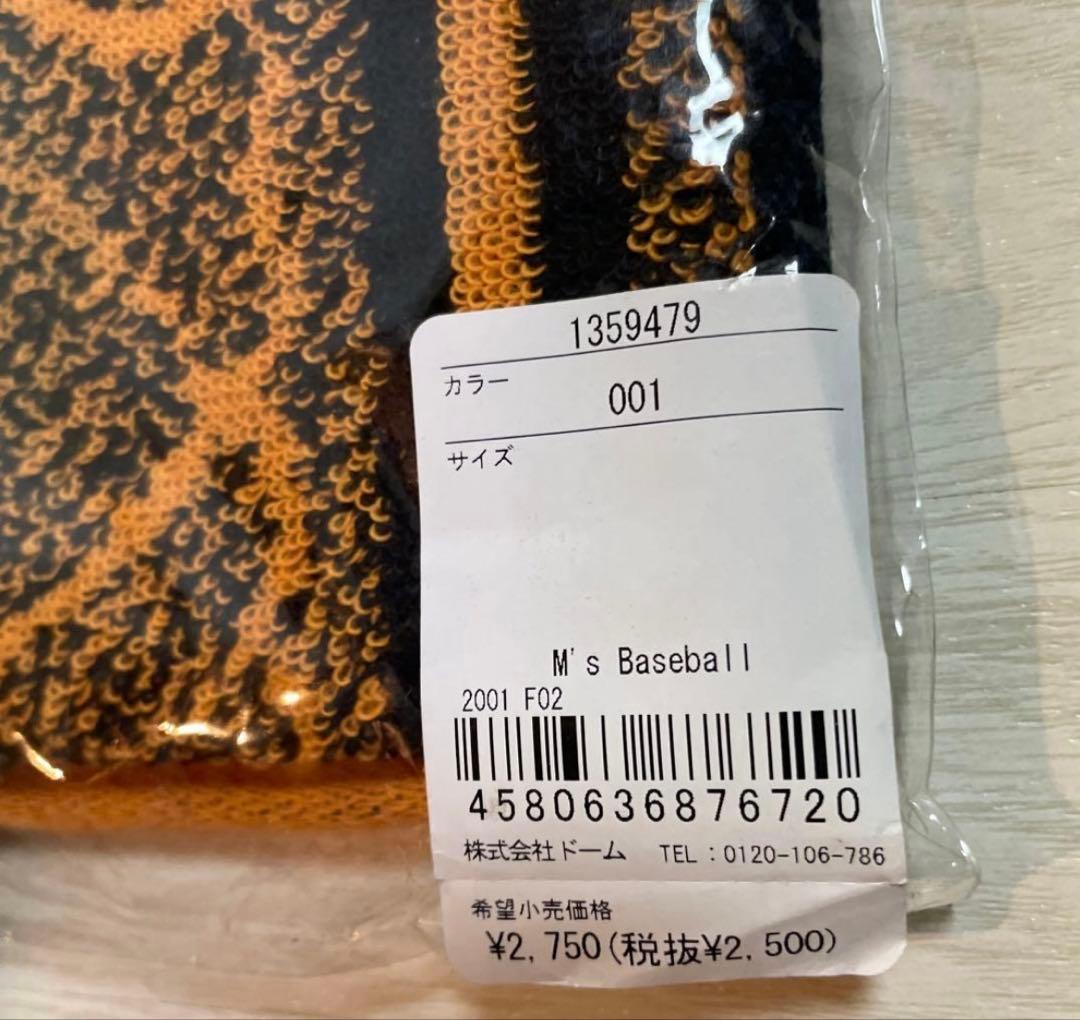 1359479
カラー
001
サイズ
M's Baseball
2001 F02
4580636876720
株式会社ドーム TEL：0120-106-786
希望小売価格
¥2,750(税抜¥2,500)